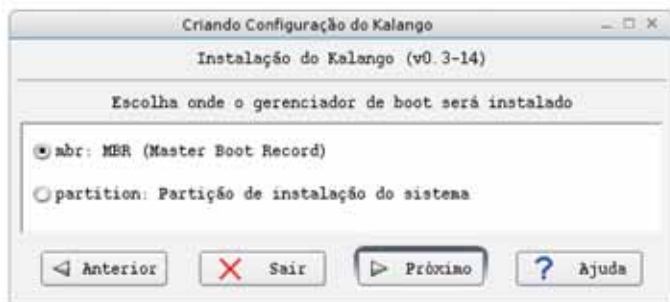 Criando Configuração do Kalango
Instalação do Kalango (v0.3-14)
Escolha onde o gerenciador de boot será instalado
mbr: MBR (Master Boot Record)
partition: Partição de instalação do sistema
Anterior
Sair
Próximo
? Ajuda